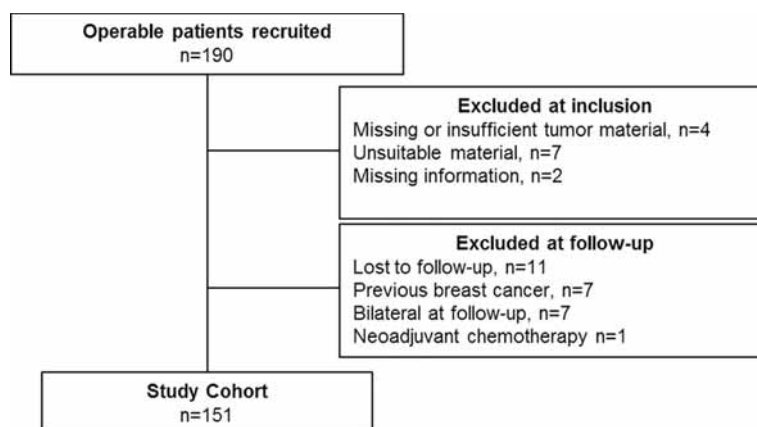 Operable patients recruited
n=190
Excluded at inclusion
Missing or insufficient tumor material, n=4
Unsuitable material, n=7
Missing information, n=2
Excluded at follow-up
Lost to follow-up, n=11
Previous breast cancer, n=7
Bilateral at follow-up, n=7
Neoadjuvant chemotherapy n=1
Study Cohort
n=151